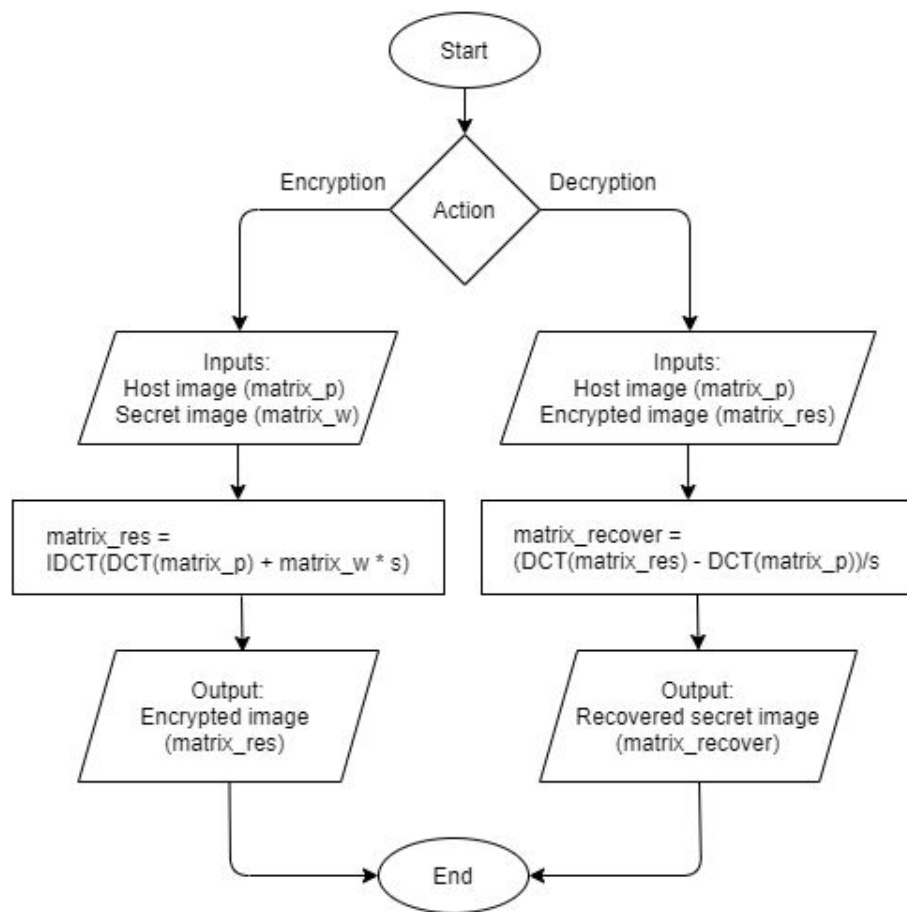 Start
Encryption
Decryption
Action
Inputs:
Host image (matrix_p)
Secret image (matrix_w)
Inputs:
Host image (matrix_p)
Encrypted image (matrix_res)
matrix_res =
IDCT(DCT(matrix_p) + matrix_w * s)
matrix_recover =
(DCT(matrix_res) - DCT(matrix_p))/s
Output:
Encrypted image
(matrix_res)
Output:
Recovered secret image
(matrix_recover)
End